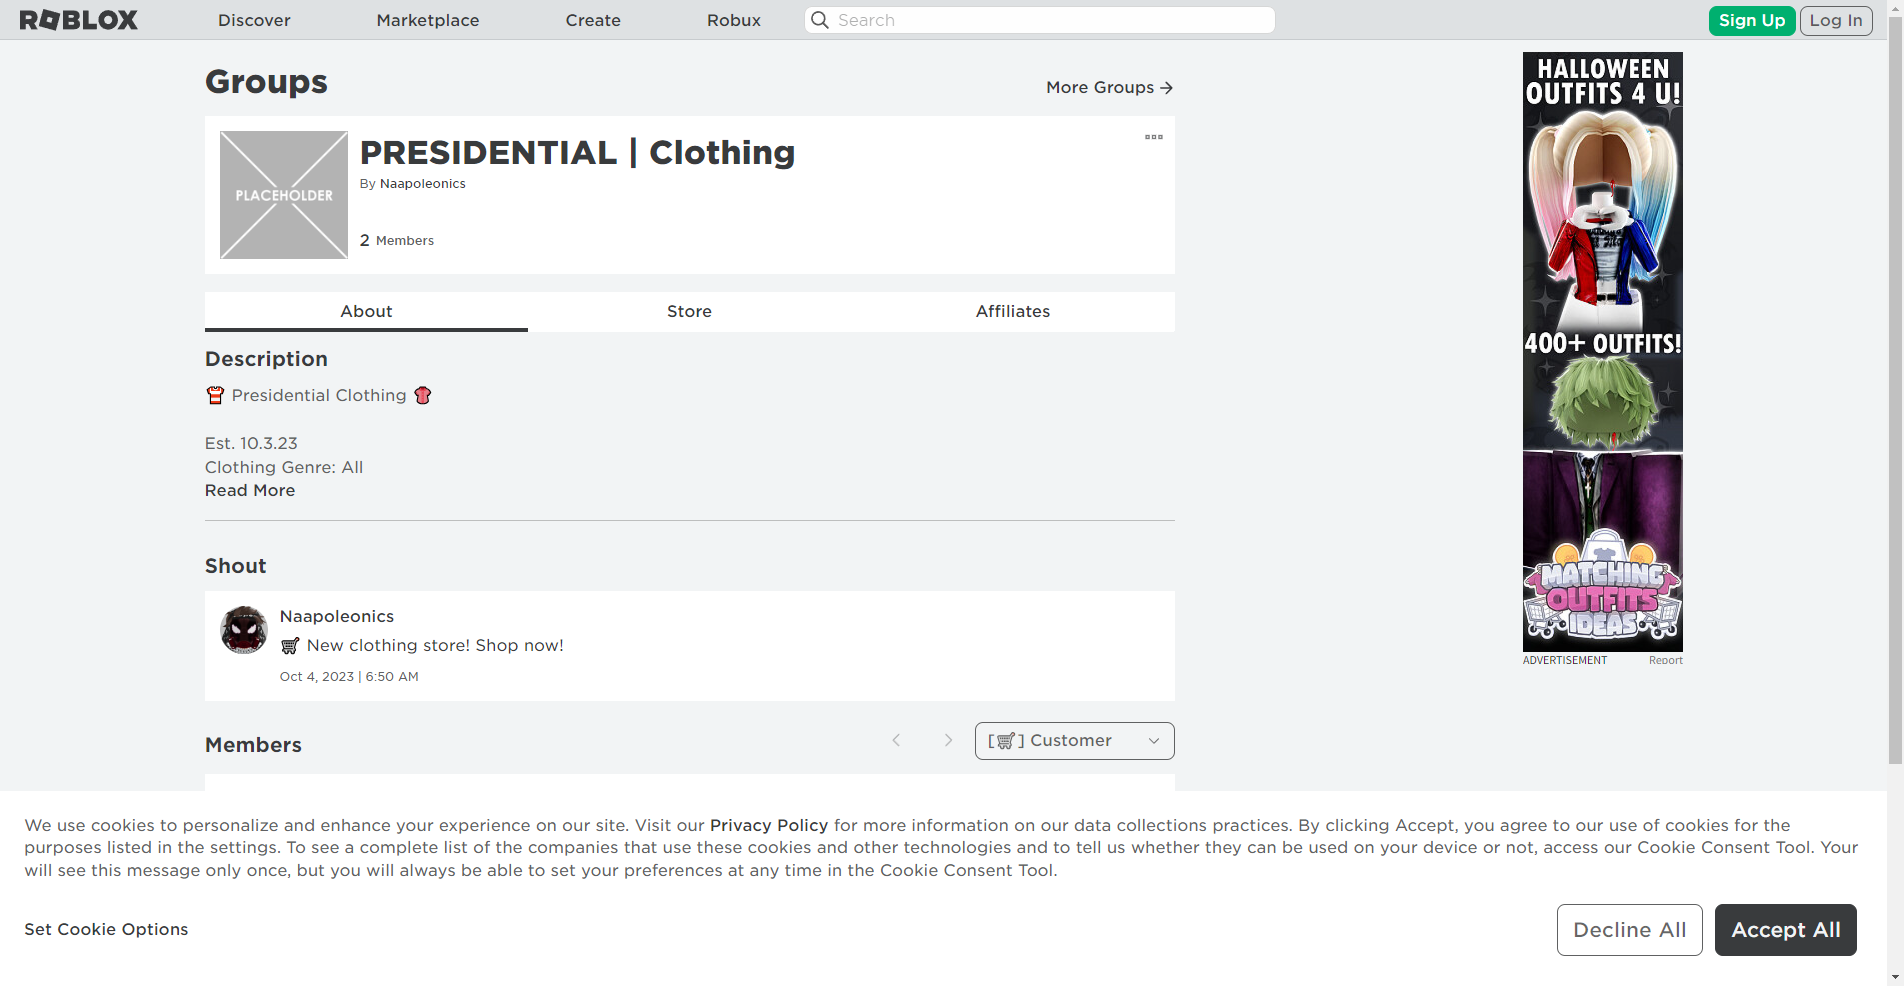 ROBLOX
Discover
Marketplace
Create
Robux
Search
Sign Up
Log In
Groups
More Groups
PLACEHOLDER
PRESIDENTIAL | Clothing
By Naapoleonics
2 Members
About
Store
Affiliates
Description
Presidential Clothing
Est. 10.3.23
Clothing Genre: All
Read More
Shout
Naapoleonics
New clothing store! Shop now!
Oct 4, 2023 | 6:50 AM
Members
[🛒] Customer
HALLOWEEN
OUTFITS 4 U!
400+ OUTFITS!
MATCHING
OUTFITS
IDEAS
ADVERTISEMENT
Report
We use cookies to personalize and enhance your experience on our site. Visit our Privacy Policy for more information on our data collections practices. By clicking Accept, you agree to our use of cookies for the
purposes listed in the settings. To see a complete list of the companies that use these cookies and other technologies and to tell us whether they can be used on your device or not, access our Cookie Consent Tool. Your
will see this message only once, but you will always be able to set your preferences at any time in the Cookie Consent Tool.
Set Cookie Options
Decline All
Accept All